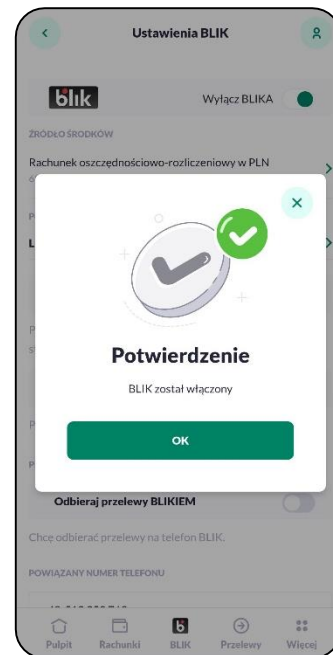 Ustawienia BLIK
blik
Wyłącz BLIKA
ŹRÓDŁO ŚRODKÓW
Rachunek oszczędnościowo-rozliczeniowy w PLN
Potwierdzenie
BLIK został włączony
OK
Odbieraj przelewy BLIKIEM
Chcę odbierać przelewy na telefon BLIK.
POWIĄZANY NUMER TELEFONU
Pulpit Rachunki BLIK Przelewy Więcej